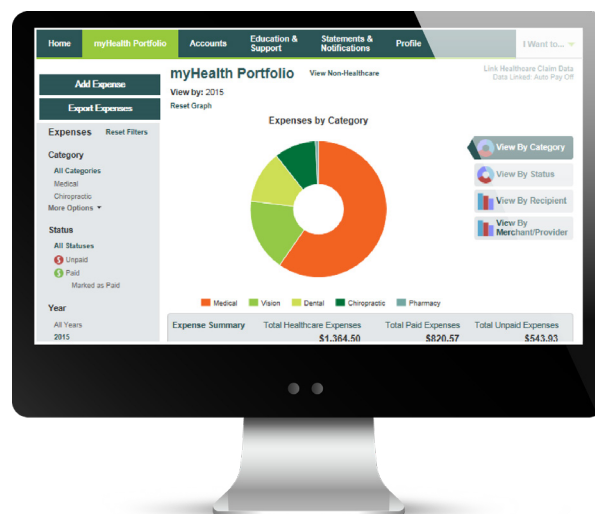 Home
myHealth Portfolio
Accounts
Education &
Support
Statements &
Notifications
Profile
I Want to...
Add Expense
Export Expenses
Expenses Reset Filters
Category
All Categories
Medical
Chiropractic
More Options
Status
All Statuses
Unpaid
Paid
Marked as Paid
Year
All Years
2015
myHealth Portfolio View Non-Healthcare
View by: 2015
Reset Graph
Link Healthcare Claim Data
Data Linked: Auto Pay Off
Expenses by Category
View By Category
View By Status
View By Recipient
View By
Merchant/Provider
Medical Vision Dental Chiropractic Pharmacy
Expense Summary Total Healthcare Expenses Total Paid Expenses Total Unpaid Expenses
$1,364.50 $820.57 $543.93